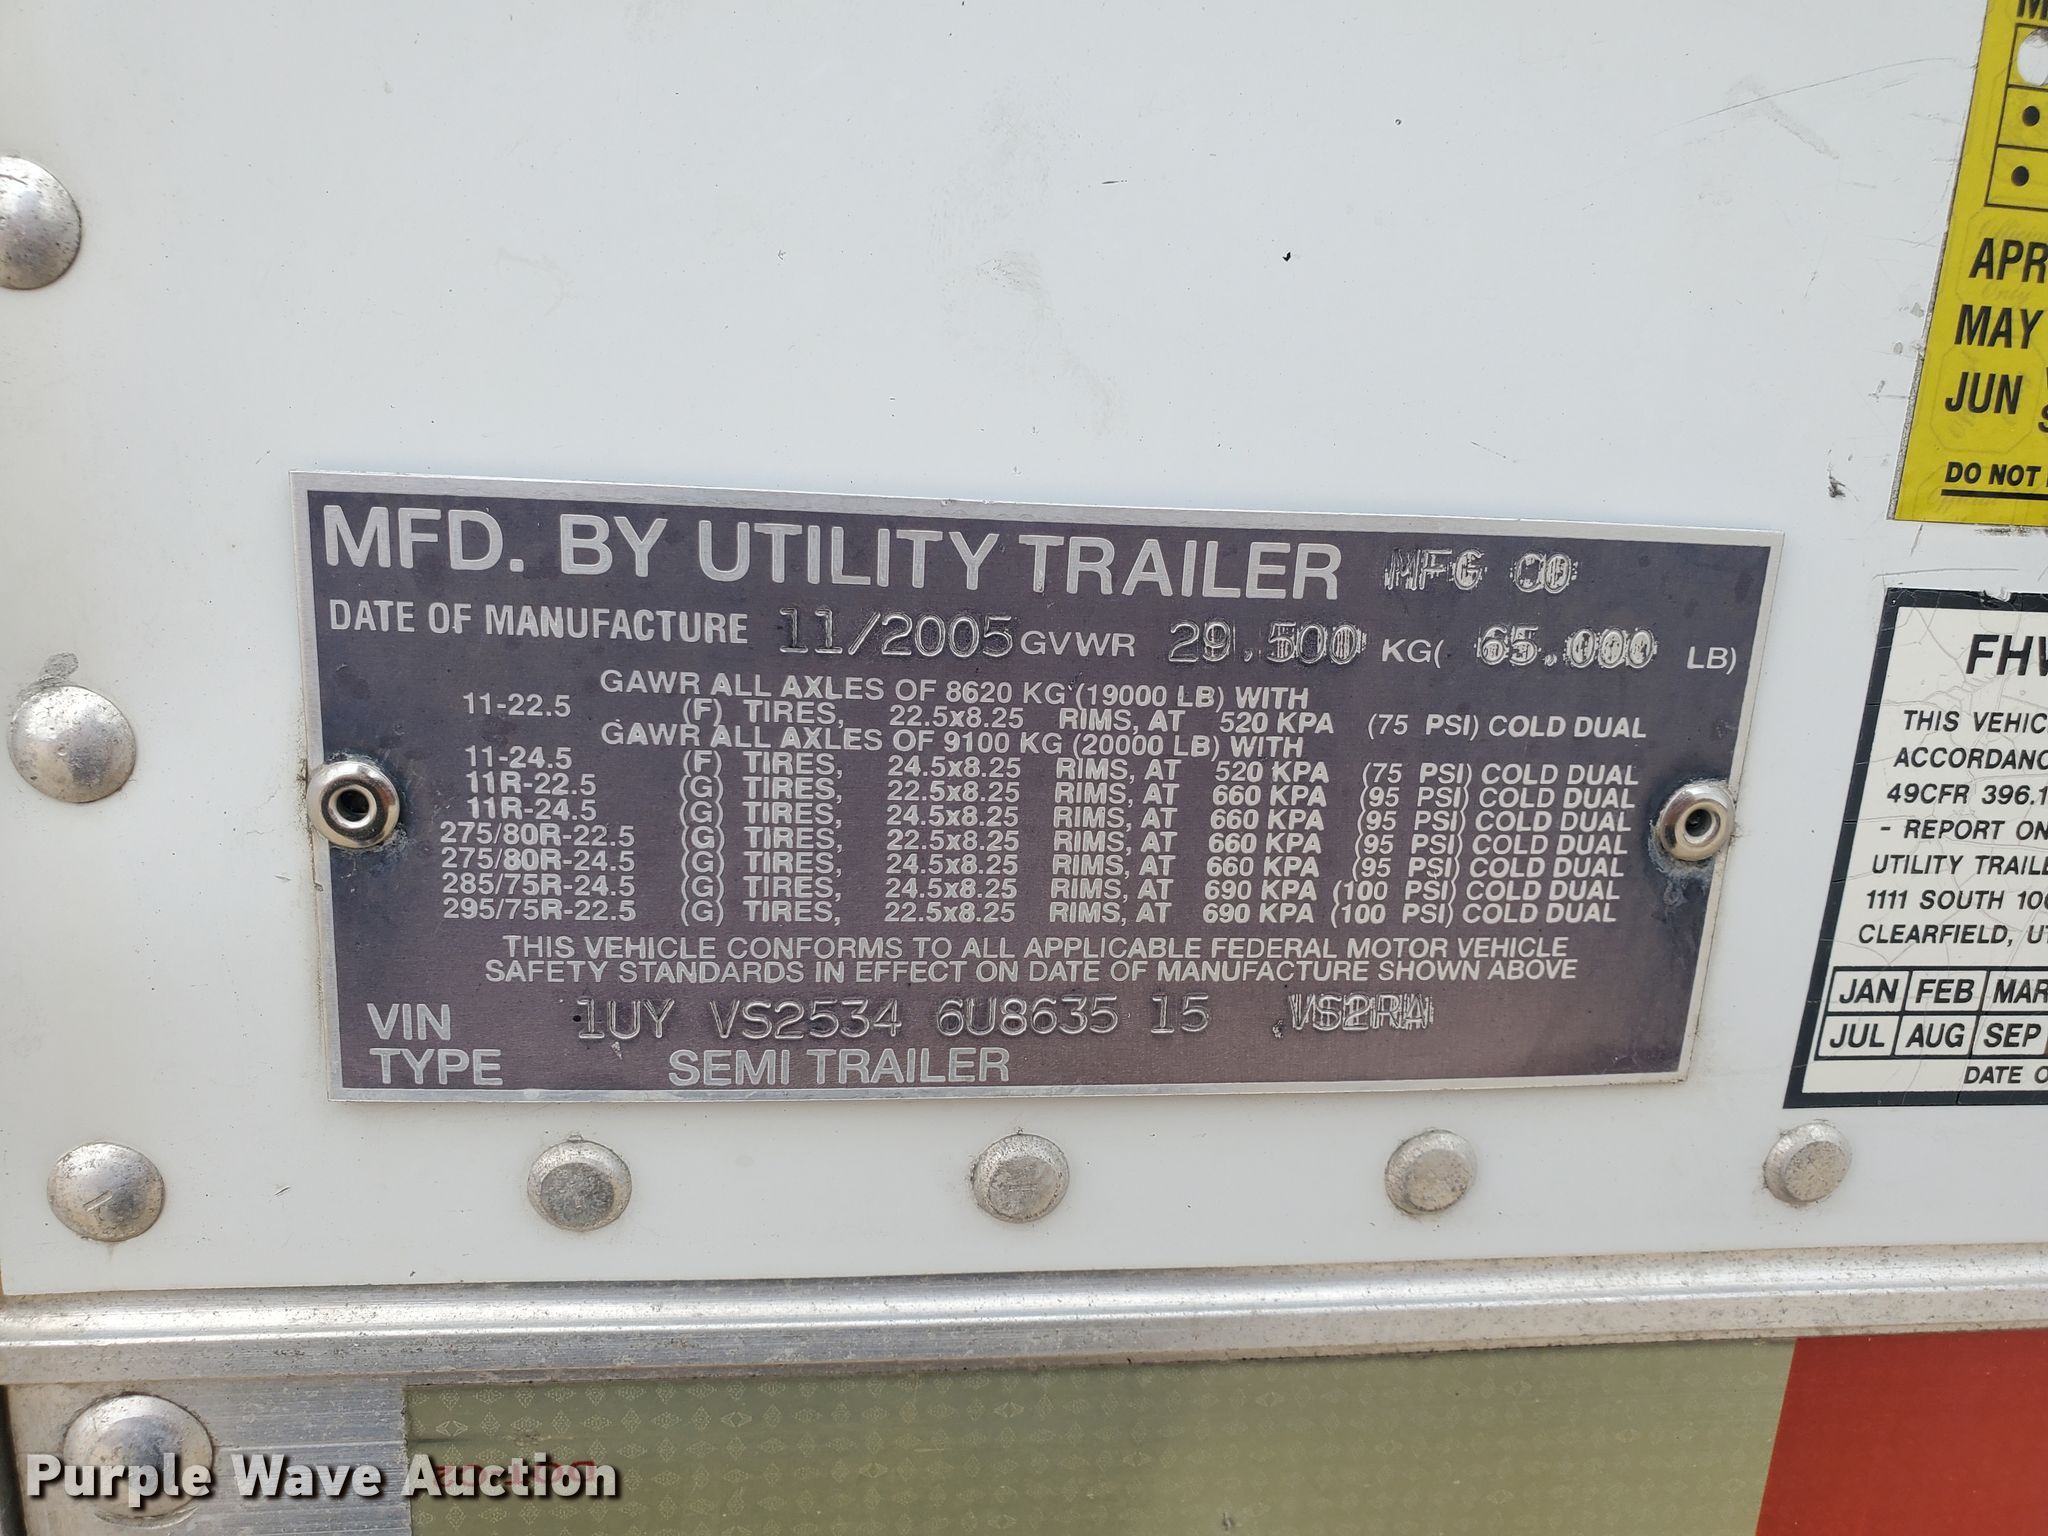 MFD. BY UTILITY TRAILER MFG CO
DATE OF MANUFACTURE 11/2005 GVWR 29.500 KG( 65.000 LB)
GAWR ALL AXLES OF 8620 KG (19000 LB) WITH
11-22.5 (F) TIRES, 22.5x8.25 RIMS, AT 520 KPA (75 PSI) COLD DUAL
GAWR ALL AXLES OF 9100 KG (20000 LB) WITH
11-24.5 (F) TIRES, 24.5x8.25 RIMS, AT 520 KPA (75 PSI) COLD DUAL
11R-22.5 (G) TIRES, 22.5x8.25 RIMS, AT 660 KPA (95 PSI) COLD DUAL
11R-24.5 (G) TIRES, 24.5x8.25 RIMS, AT 660 KPA (95 PSI) COLD DUAL
275/80R-22.5 (G) TIRES, 22.5x8.25 RIMS, AT 660 KPA (95 PSI) COLD DUAL
275/80R-24.5 (G) TIRES, 24.5x8.25 RIMS, AT 660 KPA (95 PSI) COLD DUAL
285/75R-24.5 (G) TIRES, 24.5x8.25 RIMS, AT 690 KPA (100 PSI) COLD DUAL
295/75R-22.5 (G) TIRES, 22.5x8.25 RIMS, AT 690 KPA (100 PSI) COLD DUAL
THIS VEHICLE CONFORMS TO ALL APPLICABLE FEDERAL MOTOR VEHICLE
SAFETY STANDARDS IN EFFECT ON DATE OF MANUFACTURE SHOWN ABOVE
VIN 1UY VS2534 6U8635 15 VS2RA
TYPE SEMI TRAILER
APR
MAY
JUN
DO NOT
FHW
THIS VEHIC
ACCORDANC
49CFR 396.1
- REPORT ON
UTILITY TRAILE
1111 SOUTH 100
CLEARFIELD, UT
JAN FEB MAR
JUL AUG SEP
DATE O
Purple Wave Auction